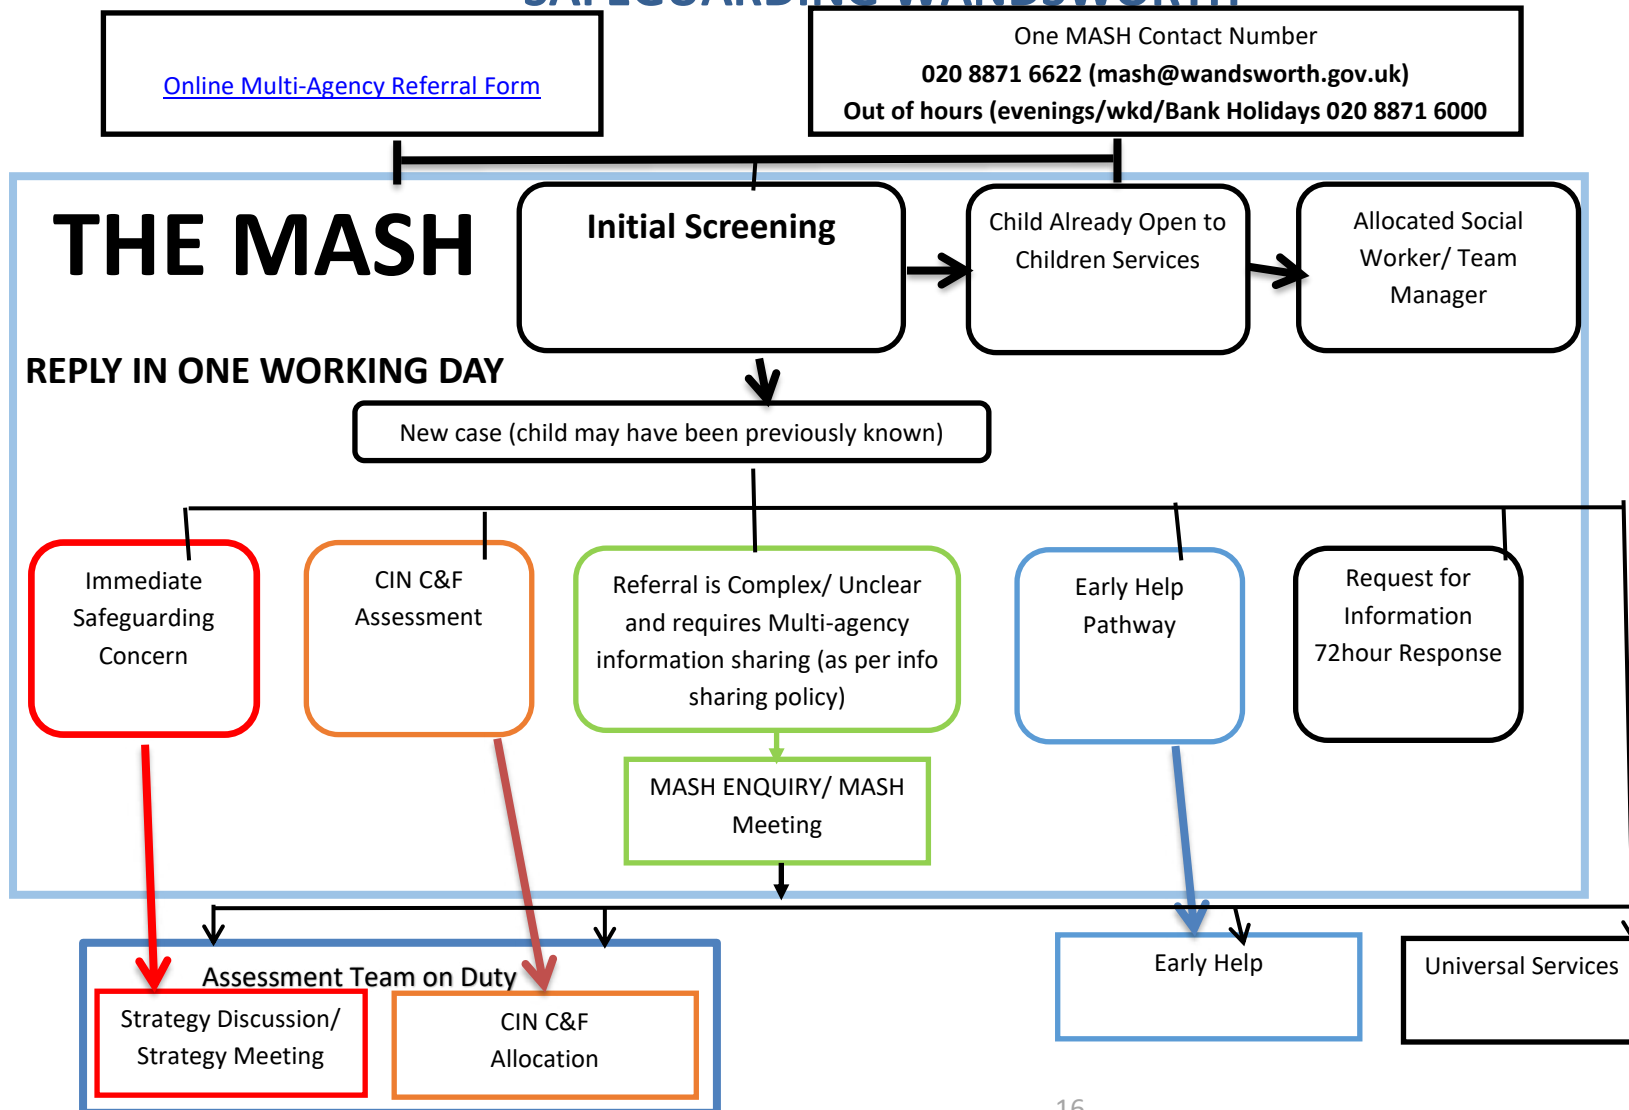 SAFEGUARDING WANDSWORTH
Online Multi-Agency Referral Form
One MASH Contact Number
020 8871 6622 (mash@wandsworth.gov.uk)
Out of hours (evenings/wkd/Bank Holidays 020 8871 6000
THE MASH
Initial Screening
Child Already Open to
Children Services
Allocated Social
Worker/ Team
Manager
REPLY IN ONE WORKING DAY
New case (child may have been previously known)
Immediate
Safeguarding
Concern
CIN C&F
Assessment
Referral is Complex/ Unclear
and requires Multi-agency
information sharing (as per info
sharing policy)
Early Help
Pathway
Request for
Information
72hour Response
MASH ENQUIRY/ MASH
Meeting
Assessment Team on Duty
Strategy Discussion/
Strategy Meeting
CIN C&F
Allocation
Early Help
Universal Services
16